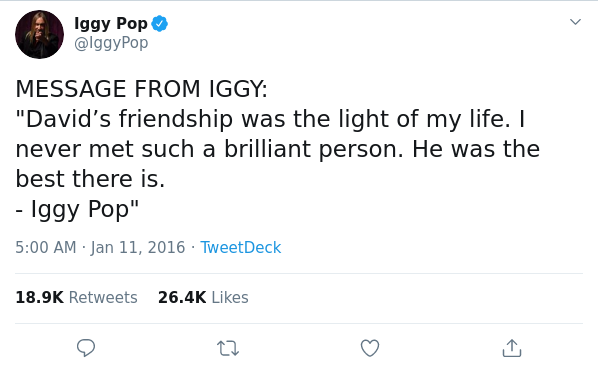 Iggy Pop
@IggyPop
MESSAGE FROM IGGY:
"David’s friendship was the light of my life. I
never met such a brilliant person. He was the
best there is.
- Iggy Pop"
5:00 AM · Jan 11, 2016 · TweetDeck
18.9K Retweets 26.4K Likes